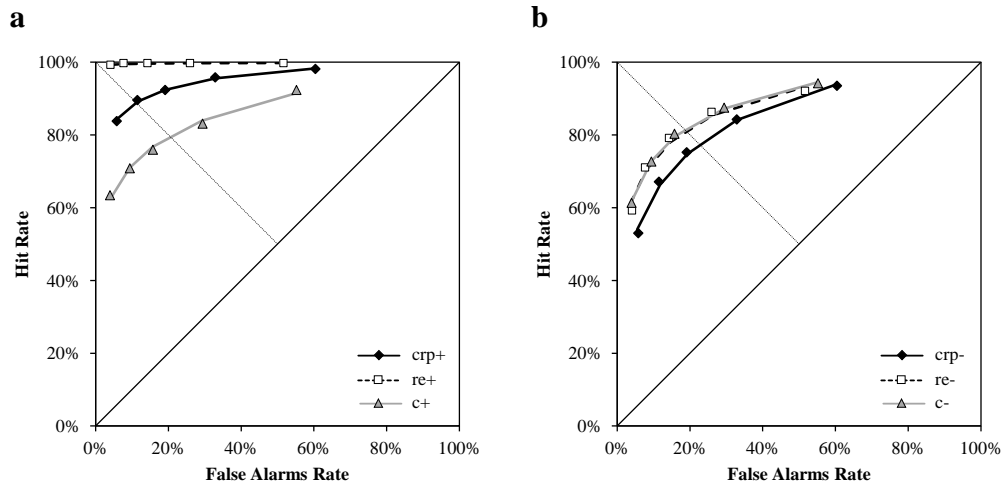 a
100%
80%
60%
40%
20%
0%
Hit Rate
0% 20% 40% 60% 80% 100%
False Alarms Rate
crp+
re+
c+
b
100%
80%
60%
40%
20%
0%
Hit Rate
0% 20% 40% 60% 80% 100%
False Alarms Rate
crp-
re-
c-